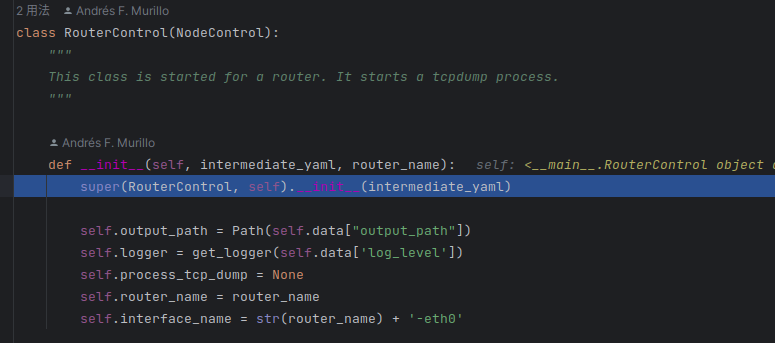 2 用法 Andrés F. Murillo
class RouterControl(NodeControl):
"""
This class is started for a router. It starts a tcpdump process.
"""
Andrés F. Murillo
def __init__(self, intermediate_yaml, router_name): self: <__main__.RouterControl object
super(RouterControl, self).__init__(intermediate_yaml)
self.output_path = Path(self.data["output_path"])
self.logger = get_logger(self.data['log_level'])
self.process_tcp_dump = None
self.router_name = router_name
self.interface_name = str(router_name) + '-eth0'